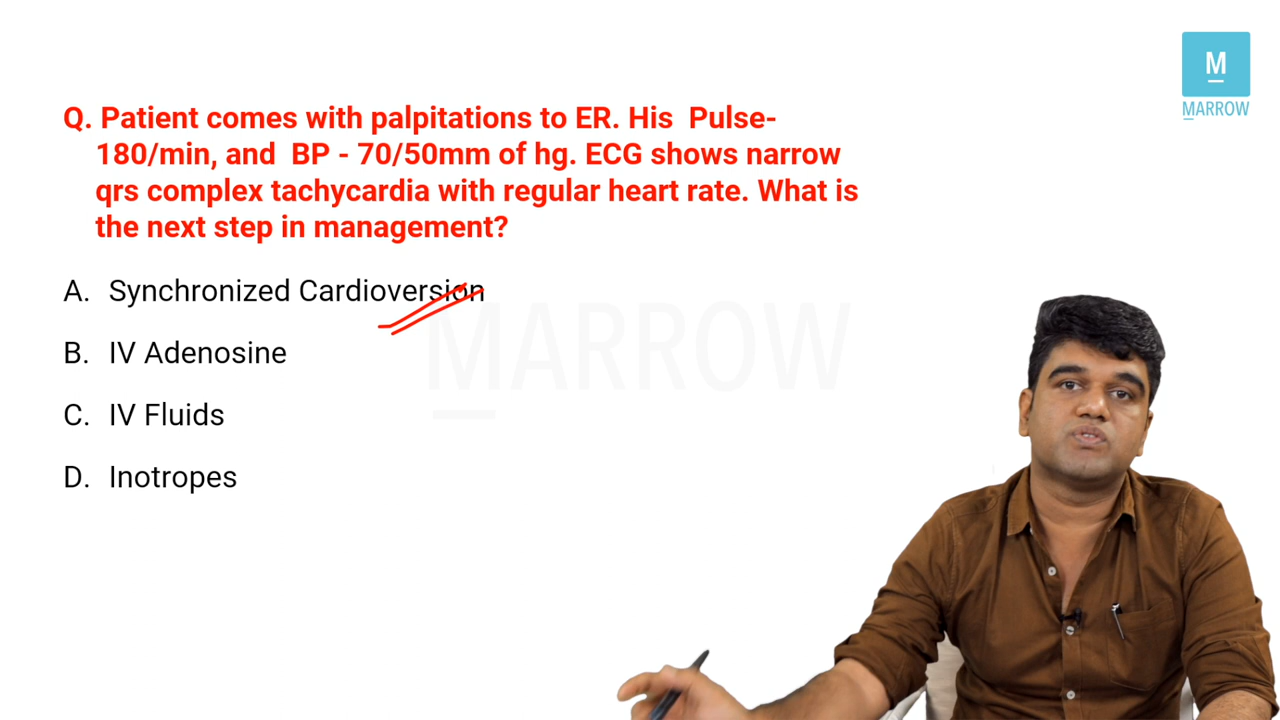 M
MARROW
Q. Patient comes with palpitations to ER. His Pulse-
180/min, and BP - 70/50mm of hg. ECG shows narrow
qrs complex tachycardia with regular heart rate. What is
the next step in management?
A. Synchronized Cardioversion
B. IV Adenosine
C. IV Fluids
D. Inotropes
MARROW